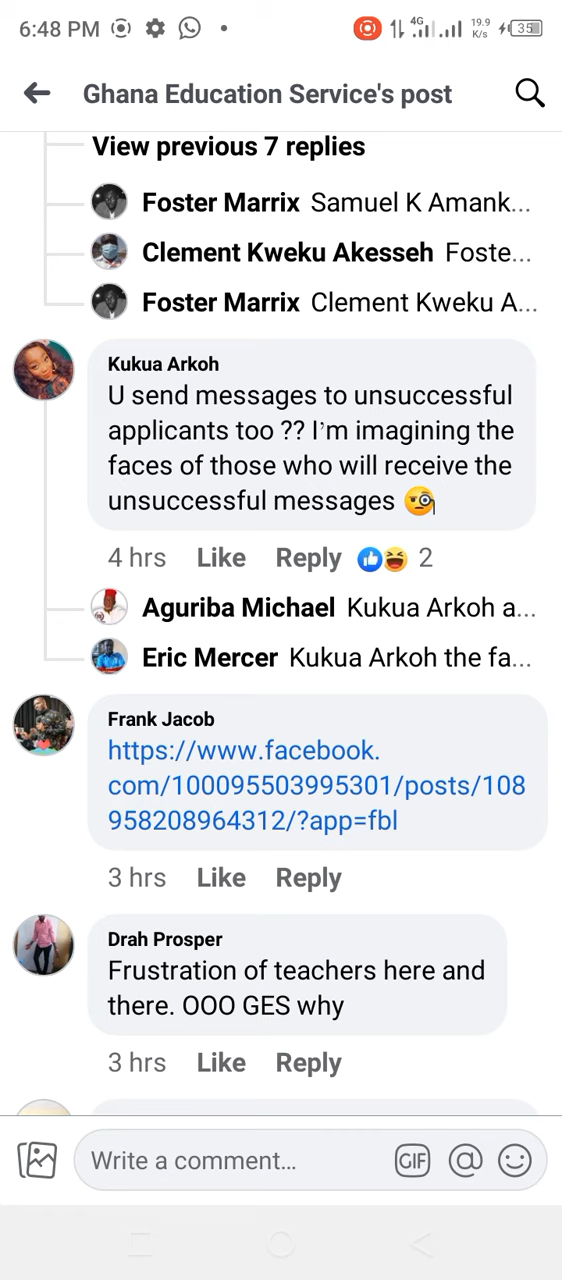 6:48 PM
4G
19.9 K/s
35
Ghana Education Service's post
View previous 7 replies
Foster Marrix Samuel K Amank...
Clement Kweku Akesseh Foste...
Foster Marrix Clement Kweku A...
Kukua Arkoh
U send messages to unsuccessful
applicants too ?? I'm imagining the
faces of those who will receive the
unsuccessful messages 🧐
4 hrs Like Reply 2
Aguriba Michael Kukua Arkoh a...
Eric Mercer Kukua Arkoh the fa...
Frank Jacob
https://www.facebook.
com/100095503995301/posts/108
958208964312/?app=fbl
3 hrs Like Reply
Drah Prosper
Frustration of teachers here and
there. OOO GES why
3 hrs Like Reply
Write a comment...
GIF